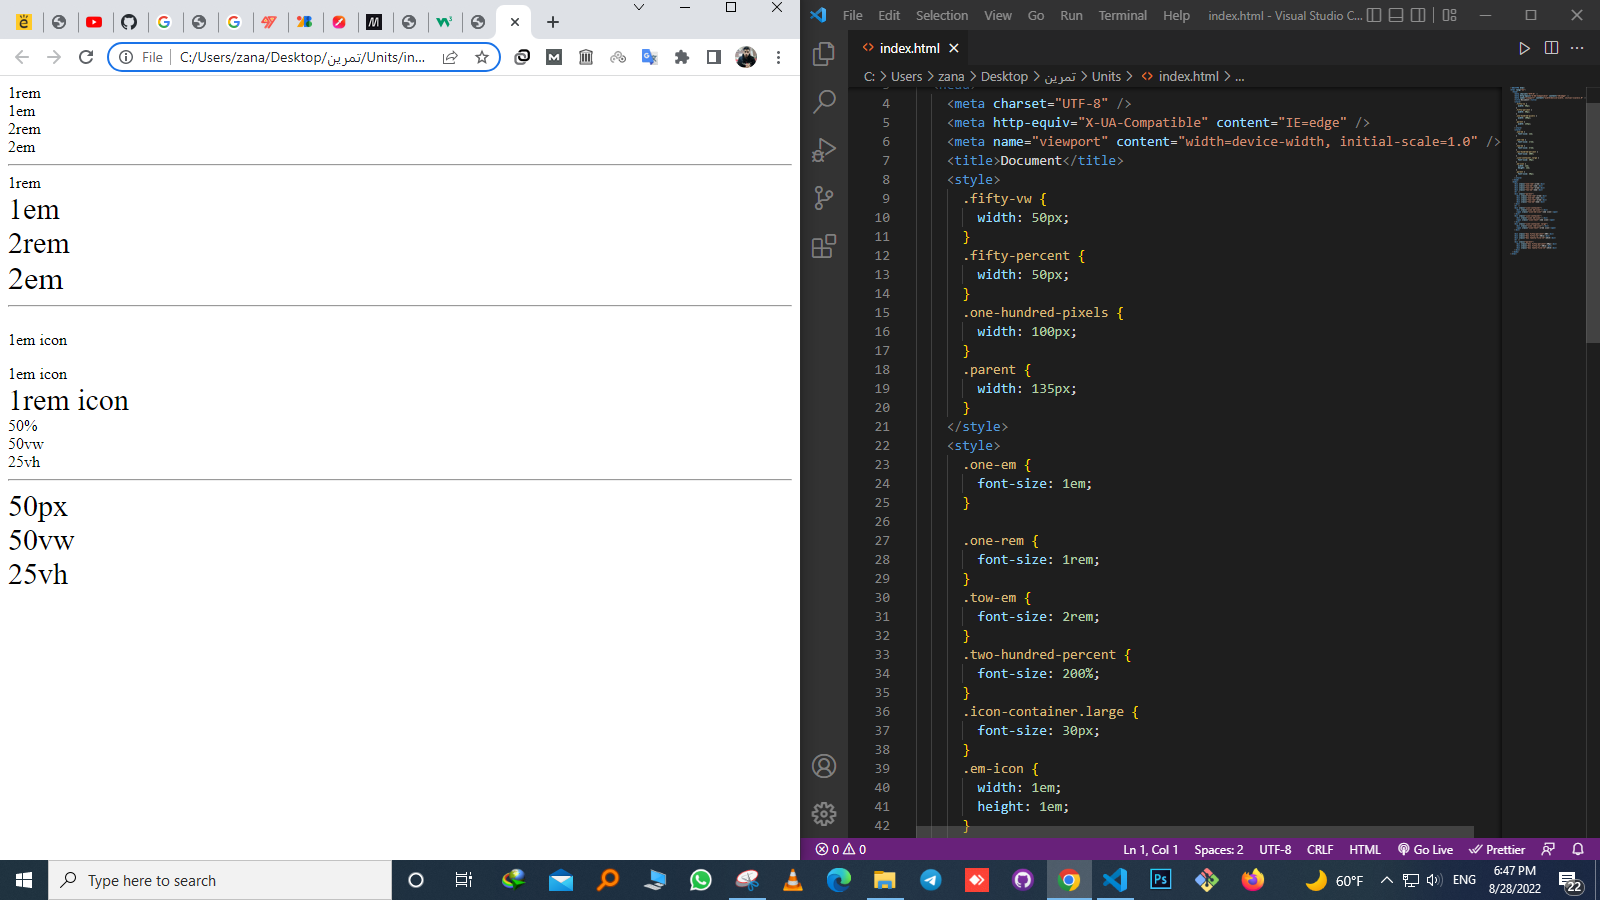 File
C:/Users/zana/Desktop/تمرین/Units/in...
1rem
1em
2rem
2em
1rem
1em
2rem
2em
1em icon
1em icon
1rem icon
50%
50vw
25vh
50px
50vw
25vh
File Edit Selection View Go Run Terminal Help
index.html - Visual Studio C...
index.html
C: > Users > zana > Desktop > تمرین > Units > index.html > ...
4 <meta charset="UTF-8" />
5 <meta http-equiv="X-UA-Compatible" content="IE=edge" />
6 <meta name="viewport" content="width=device-width, initial-scale=1.0" />
7 <title>Document</title>
8 <style>
9 .fifty-vw {
10 width: 50px;
11 }
12 .fifty-percent {
13 width: 50px;
14 }
15 .one-hundred-pixels {
16 width: 100px;
17 }
18 .parent {
19 width: 135px;
20 }
21 </style>
22 <style>
23 .one-em {
24 font-size: 1em;
25 }
26
27 .one-rem {
28 font-size: 1rem;
29 }
30 .tow-em {
31 font-size: 2rem;
32 }
33 .two-hundred-percent {
34 font-size: 200%;
35 }
36 .icon-container.large {
37 font-size: 30px;
38 }
39 .em-icon {
40 width: 1em;
41 height: 1em;
42 }
0 0
Ln 1, Col 1
Spaces: 2
UTF-8
CRLF
HTML
Go Live
Prettier
Type here to search
Ps
60°F
ENG
6:47 PM
8/28/2022
22